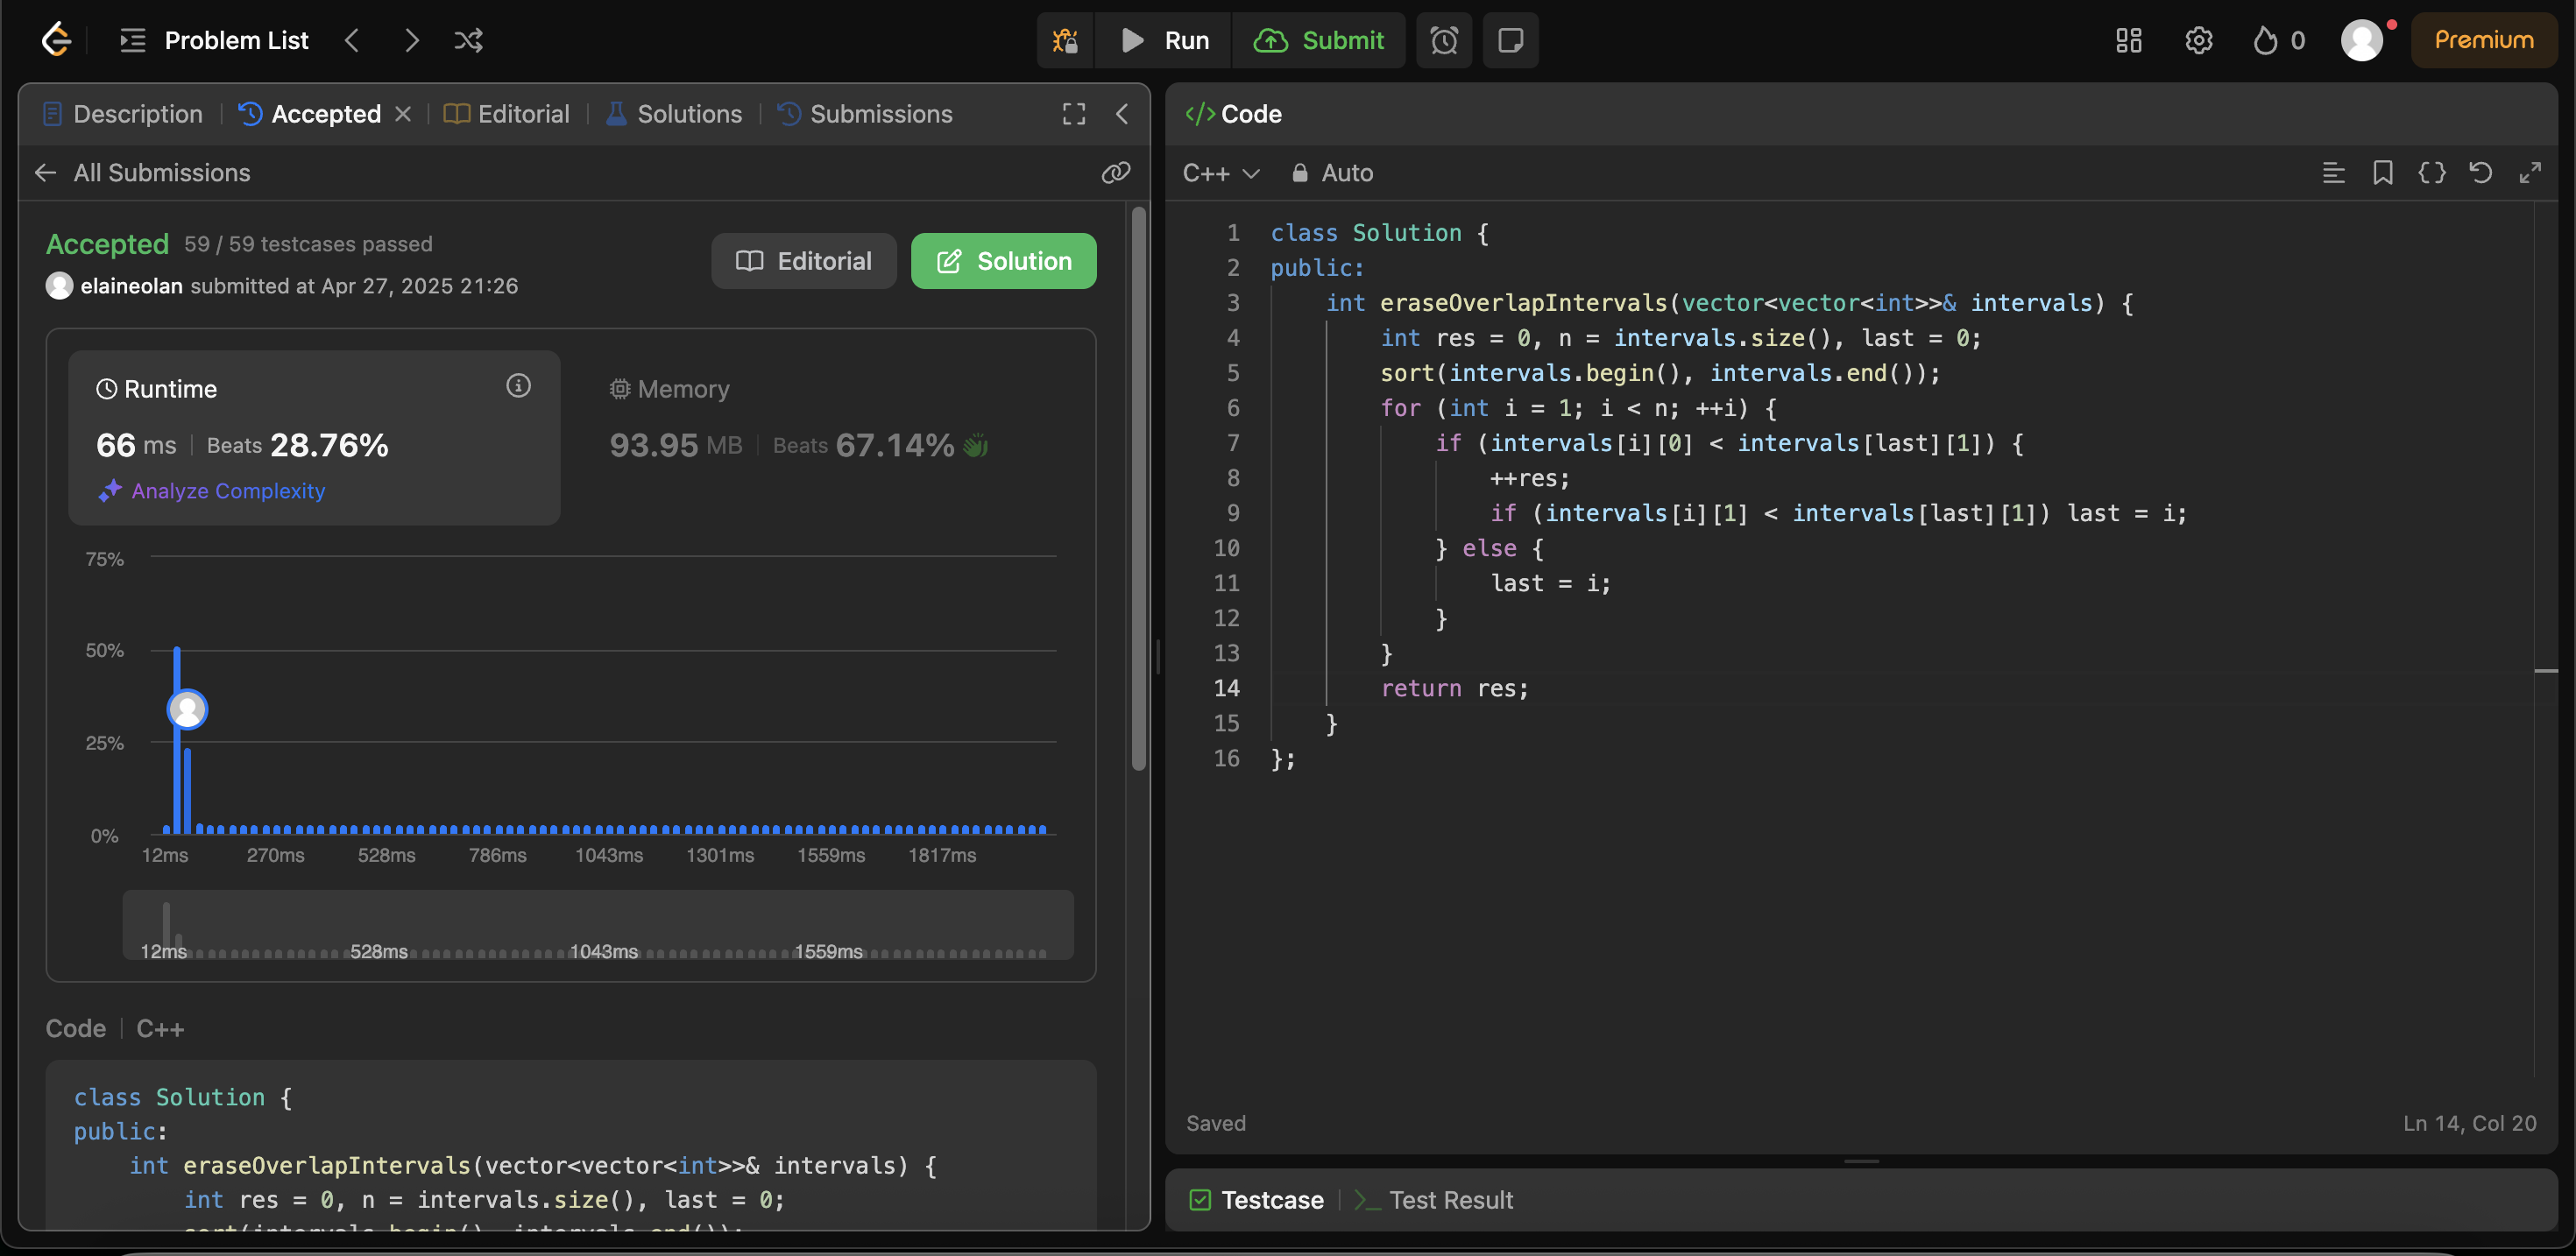 Problem List
Run
Submit
0
Premium
Description
Accepted
Editorial
Solutions
Submissions
All Submissions
Accepted 59 / 59 testcases passed
elaineolan submitted at Apr 27, 2025 21:26
Editorial
Solution
Runtime
66 ms | Beats 28.76%
Analyze Complexity
Memory
93.95 MB | Beats 67.14%
75%
50%
25%
0%
12ms 270ms 528ms 786ms 1043ms 1301ms 1559ms 1817ms
12ms 528ms 1043ms 1559ms
Code | C++
class Solution {
public:
    int eraseOverlapIntervals(vector<vector<int>>& intervals) {
        int res = 0, n = intervals.size(), last = 0;
        sort(intervals.begin(), intervals.end());
</> Code
C++
Auto
1 class Solution {
2 public:
3     int eraseOverlapIntervals(vector<vector<int>>& intervals) {
4         int res = 0, n = intervals.size(), last = 0;
5         sort(intervals.begin(), intervals.end());
6         for (int i = 1; i < n; ++i) {
7             if (intervals[i][0] < intervals[last][1]) {
8                 ++res;
9                 if (intervals[i][1] < intervals[last][1]) last = i;
10             } else {
11                 last = i;
12             }
13         }
14         return res;
15     }
16 };
Saved
Ln 14, Col 20
Testcase
Test Result